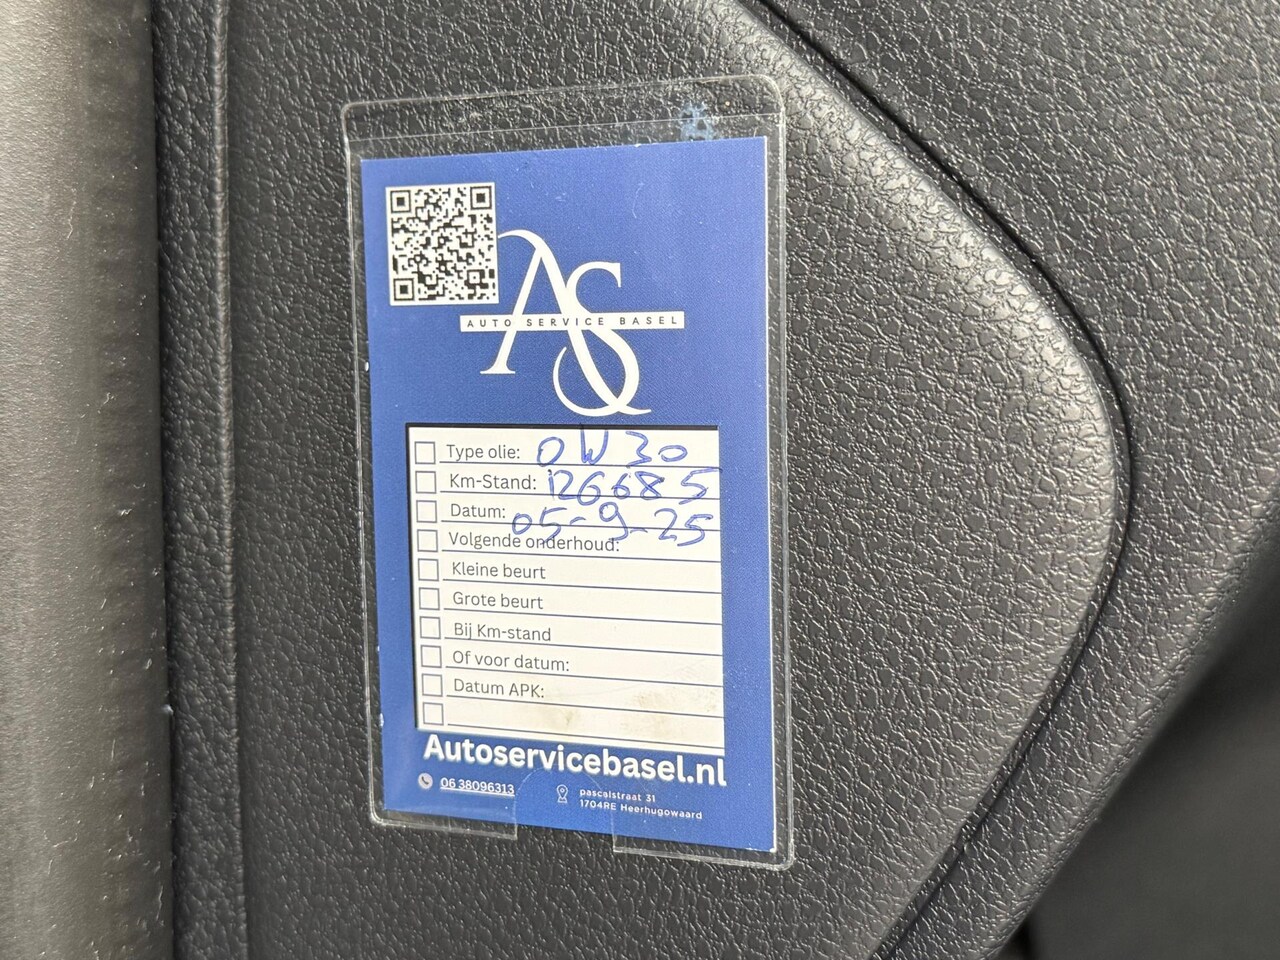 AS
AUTO SERVICE BASEL
Type olie: 0W30
Km-Stand: 126685
Datum: 05-9-25
Volgende onderhoud:
Kleine beurt
Grote beurt
Bij Km-stand
Of voor datum:
Datum APK:
Autoservicebasel.nl
06 38096313
pascalstraat 31
1704RE Heerhugowaard